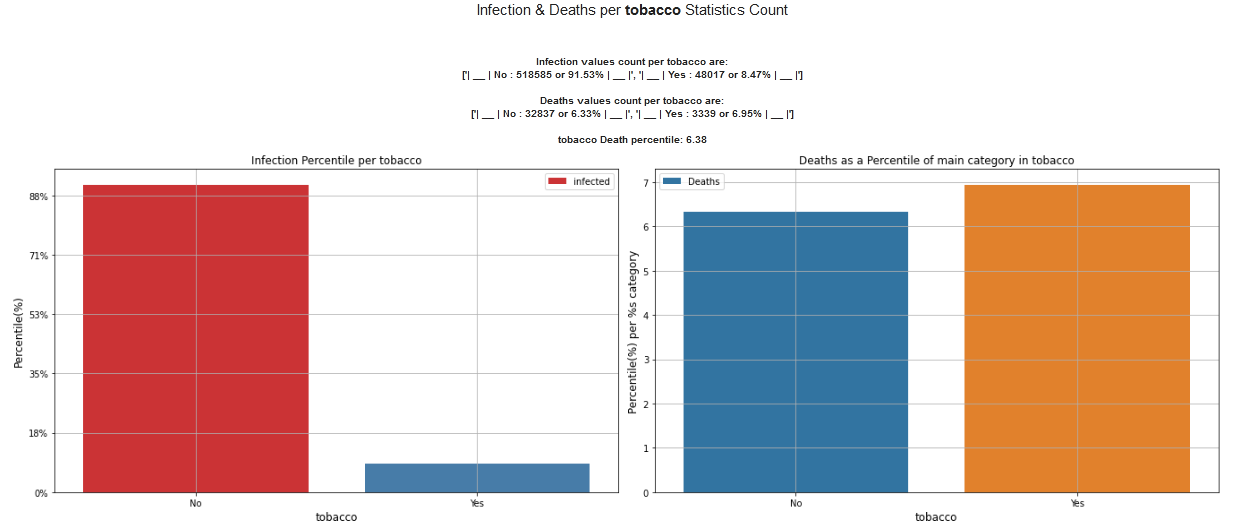 Infection & Deaths per tobacco Statistics Count
Infection values count per tobacco are:
['| __ | No : 518585 or 91.53% | __ |', '| __ | Yes : 48017 or 8.47% | __ |']
Deaths values count per tobacco are:
['| __ | No : 32837 or 6.33% | __ |', '| __ | Yes : 3339 or 6.95% | __ |']
tobacco Death percentile: 6.38
Infection Percentile per tobacco
infected
Percentile(%)
88%
71%
53%
35%
18%
0%
No
Yes
tobacco
Deaths as a Percentile of main category in tobacco
Deaths
Percentile(%) per %s category
7
6
5
4
3
2
1
0
No
Yes
tobacco